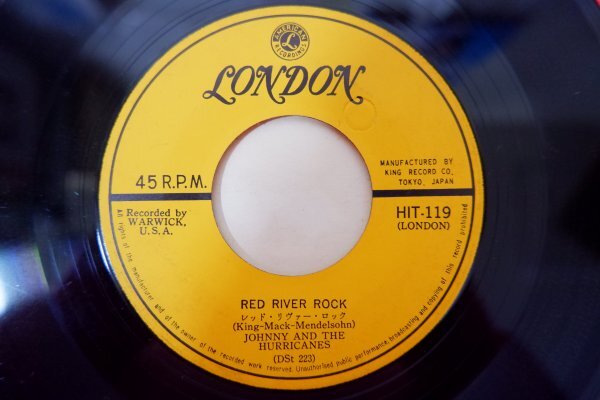 AMERICAN
L
RECORDINGS
LONDON
45 R.P.M.
MANUFACTURED BY
KING RECORD CO.
TOKYO, JAPAN
Recorded by
WARWICK,
U.S.A.
HIT-119
(LONDON)
RED RIVER ROCK
レッド・リヴァー・ロック
(King-Mack-Mendelsohn)
JOHNNY AND THE
HURRICANES
(DSt 223)
All rights of the manufacturer and of the owner of the recorded work reserved. Unauthorised public performance, broadcasting and copying of this record prohibited